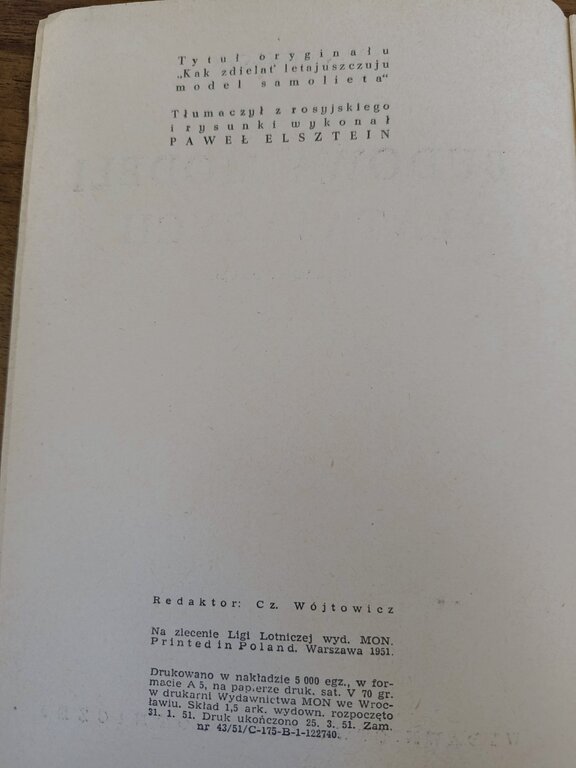 Tytuł oryginału
„Kak zdiełat' letajuszczuju
model samolieta"
Tłumaczył z rosyjskiego
i rysunki wykonał
PAWEŁ ELSZTEIN
Redaktor: Cz. Wójtowicz
Na zlecenie Ligi Lotniczej wyd. MON.
Printed in Poland. Warszawa 1951.
Drukowano w nakładzie 5 000 egz., w for-
macie A 5, na papierze druk. sat. V 70 gr.
w drukarni Wydawnictwa MON we Wroc-
ławiu. Skład 1,5 ark. wydown. rozpoczęto
31. 1. 51. Druk ukończono 25. 3. 51. Zam.
nr 43/51/C-175-B-1-122740.